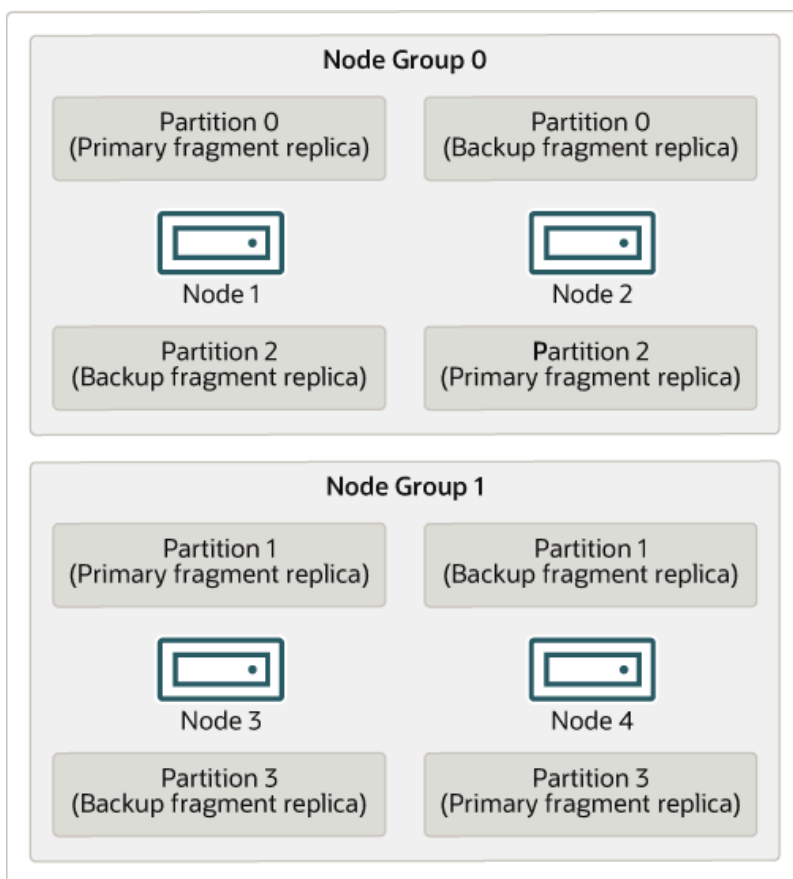 Node Group 0
Partition 0
(Primary fragment replica)
Partition 0
(Backup fragment replica)
Node 1
Node 2
Partition 2
(Backup fragment replica)
Partition 2
(Primary fragment replica)
Node Group 1
Partition 1
(Primary fragment replica)
Partition 1
(Backup fragment replica)
Node 3
Node 4
Partition 3
(Backup fragment replica)
Partition 3
(Primary fragment replica)